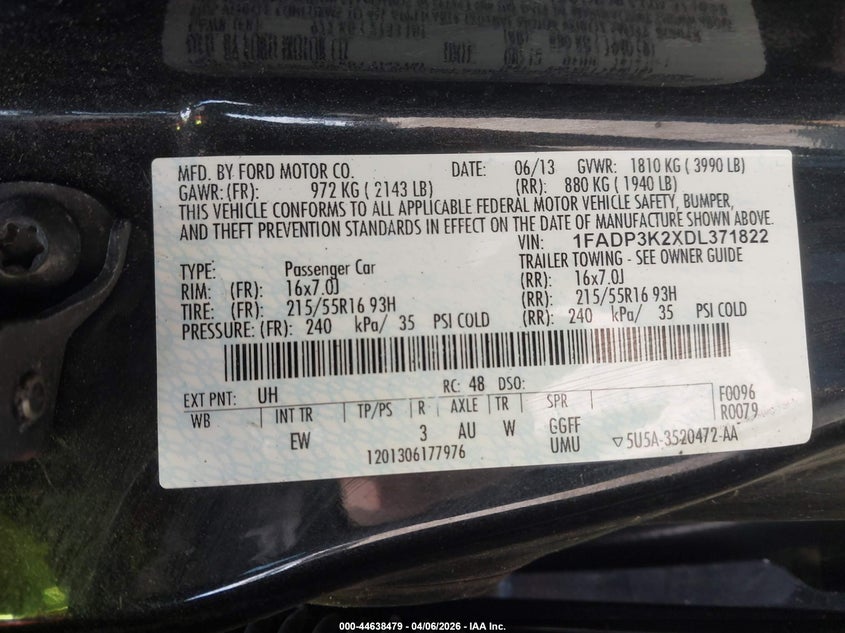 MFD. BY FORD MOTOR CO. DATE: 06/13 GVWR: 1810 KG ( 3990 LB)
GAWR: (FR): 972 KG ( 2143 LB) (RR): 880 KG ( 1940 LB)
THIS VEHICLE CONFORMS TO ALL APPLICABLE FEDERAL MOTOR VEHICLE SAFETY, BUMPER,
AND THEFT PREVENTION STANDARDS IN EFFECT ON THE DATE OF MANUFACTURE SHOWN ABOVE.
VIN: 1FADP3K2XDL371822
TYPE: Passenger Car TRAILER TOWING - SEE OWNER GUIDE
RIM: (FR): 16x7.0J (RR): 16x7.0J
TIRE: (FR): 215/55R16 93H (RR): 215/55R16 93H
PRESSURE: (FR): 240 kPa/ 35 PSI COLD (RR): 240 kPa/ 35 PSI COLD
EXT PNT: UH RC: 48 DSO: F0096
WB INT TR TP/PS R AXLE TR SPR R0079
EW 3 AU W GGFF
UMU ▽5U5A-3520472-AA
1201306177976
000-44638479 - 04/06/2026 - IAA Inc.